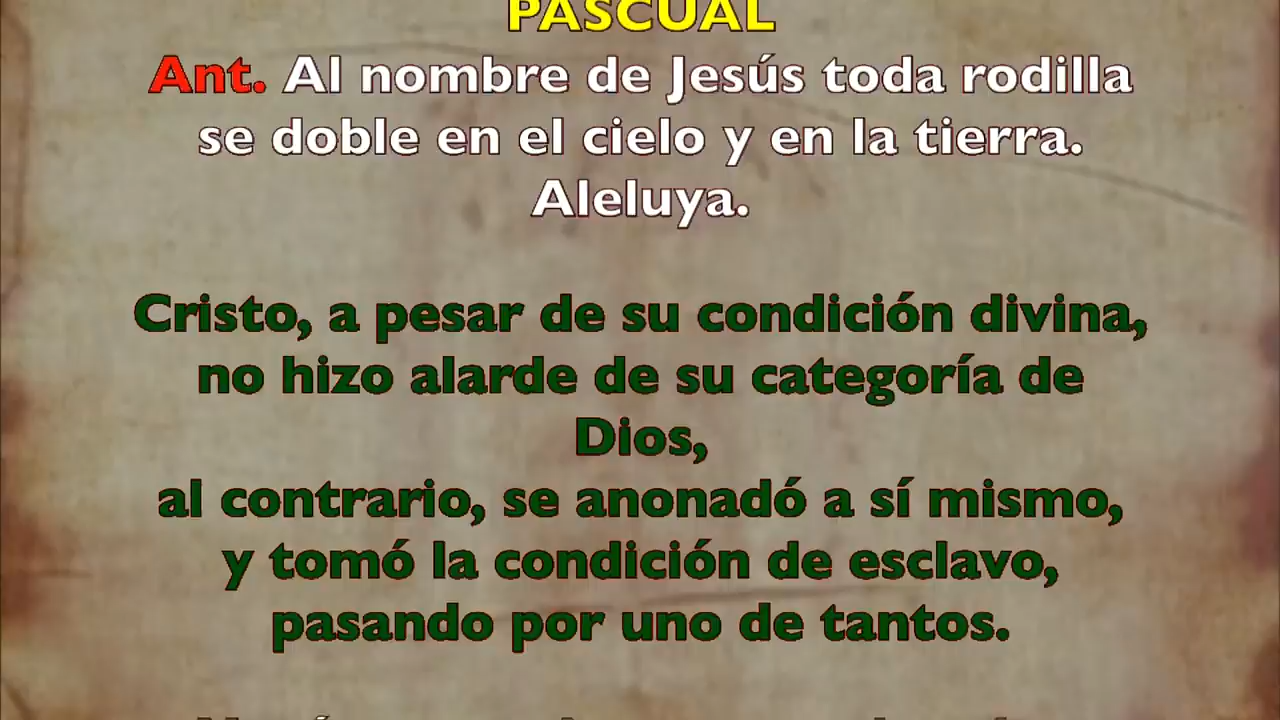 PASCUAL
Ant. Al nombre de Jesús toda rodilla
se doble en el cielo y en la tierra.
Aleluya.
Cristo, a pesar de su condición divina,
no hizo alarde de su categoría de
Dios,
al contrario, se anonadó a sí mismo,
y tomó la condición de esclavo,
pasando por uno de tantos.